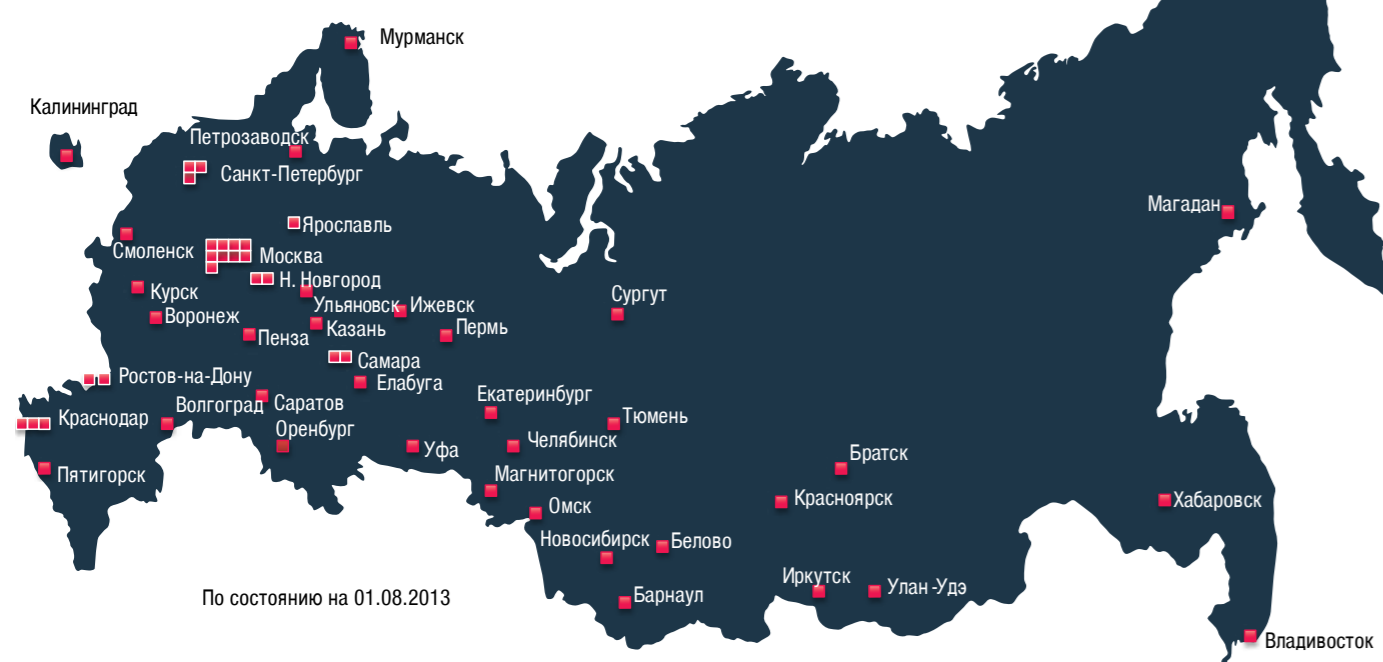 Мурманск
Калининград
Петрозаводск
Санкт-Петербург
Магадан
Ярославль
Смоленск
Москва
Н. Новгород
Курск
Ульяновск
Ижевск
Сургут
Воронеж
Казань
Пермь
Пенза
Самара
Ростов-на-Дону
Елабуга
Екатеринбург
Волгоград
Саратов
Тюмень
Краснодар
Оренбург
Челябинск
Уфа
Братск
Пятигорск
Магнитогорск
Красноярск
Хабаровск
Омск
Новосибирск
Белово
Иркутск
Улан-Удэ
Барнаул
По состоянию на 01.08.2013
Владивосток